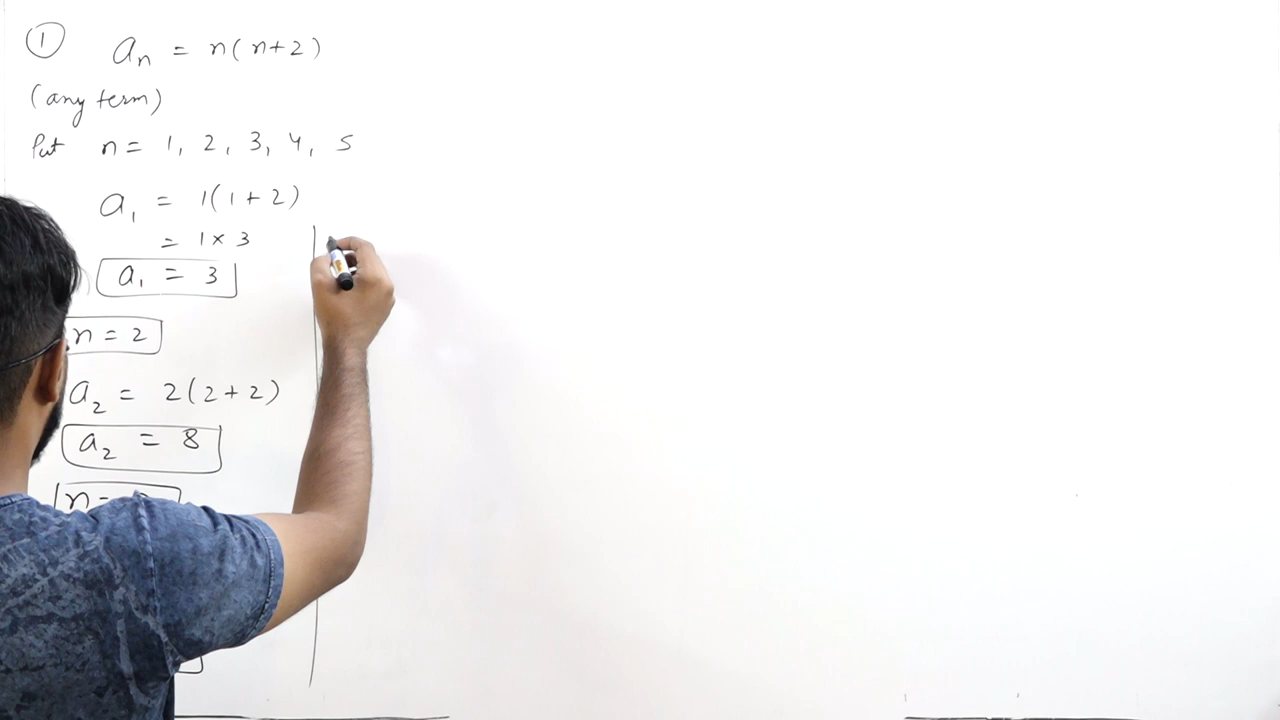 ① aₙ = n(n+2)
(any term)
Put n = 1, 2, 3, 4, 5
a₁ = 1(1+2)
= 1 × 3
a₁ = 3
n = 2
a₂ = 2(2+2)
a₂ = 8
n =